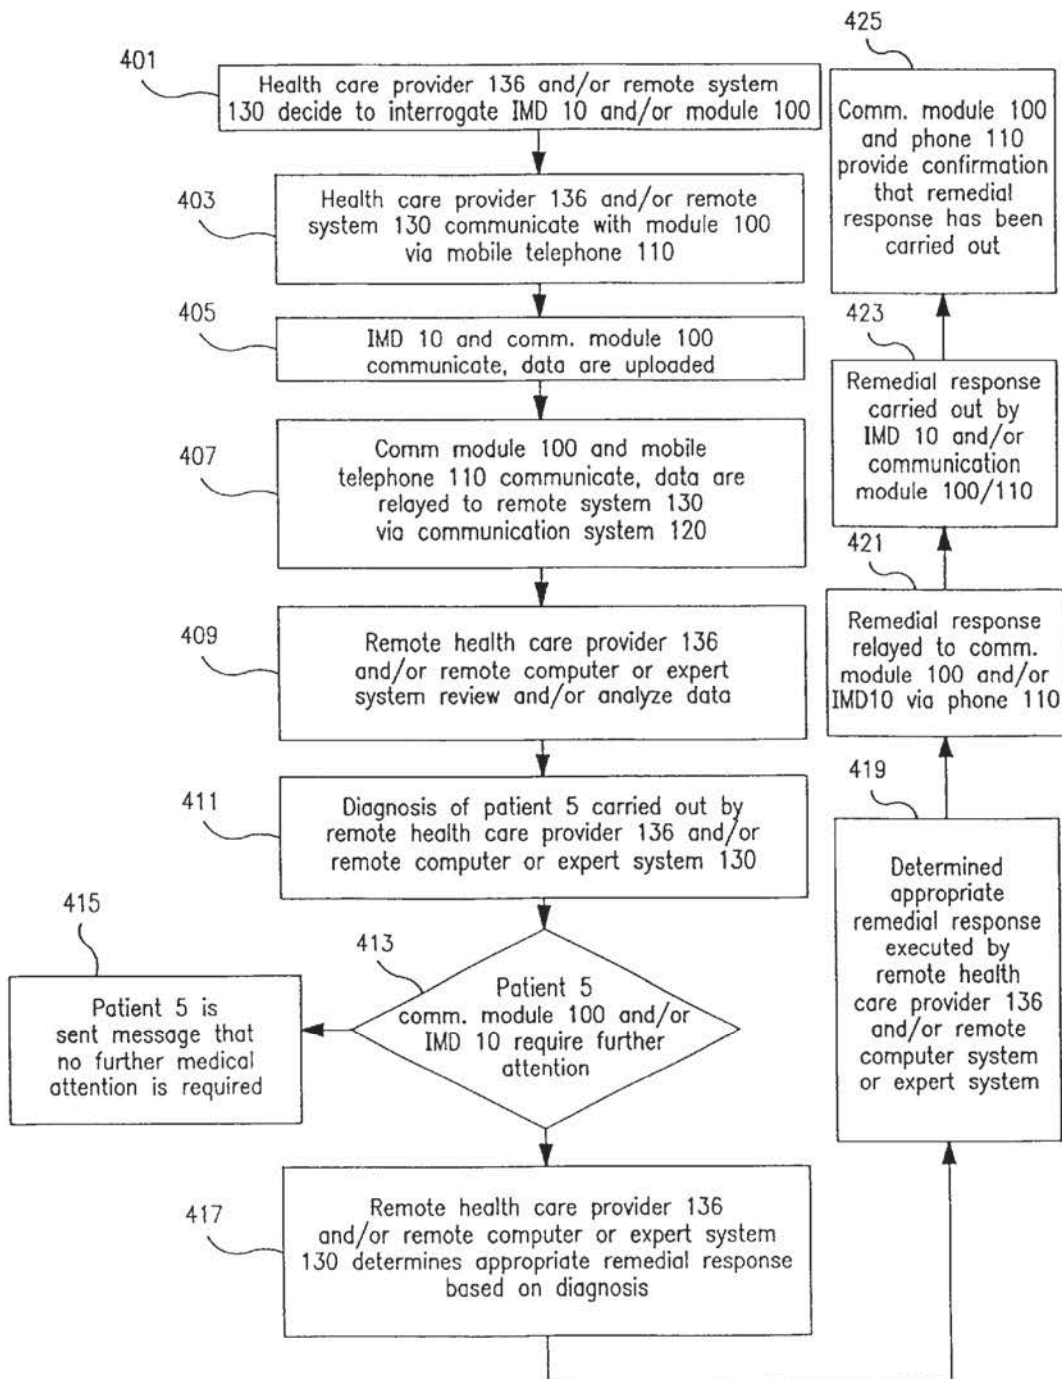 401
Health care provider 136 and/or remote system
130 decide to interrogate IMD 10 and/or module 100
403
Health care provider 136 and/or remote
system 130 communicate with module 100
via mobile telephone 110
405
IMD 10 and comm. module 100
communicate, data are uploaded
407
Comm module 100 and mobile
telephone 110 communicate, data are
relayed to remote system 130
via communication system 120
409
Remote health care provider 136
and/or remote computer or expert
system review and/or analyze data
411
Diagnosis of patient 5 carried out by
remote health care provider 136 and/or
remote computer or expert system 130
413
Patient 5
comm. module 100 and/or
IMD 10 require further
attention
415
Patient 5 is
sent message that
no further medical
attention is required
417
Remote health care provider 136
and/or remote computer or expert system
130 determines appropriate remedial response
based on diagnosis
419
Determined
appropriate
remedial response
executed by
remote health
care provider 136
and/or remote
computer system
or expert system
421
Remedial response
relayed to comm.
module 100 and/or
IMD10 via phone 110
423
Remedial response
carried out by
IMD 10 and/or
communication
module 100/110
425
Comm. module 100
and phone 110
provide confirmation
that remedial
response has been
carried out